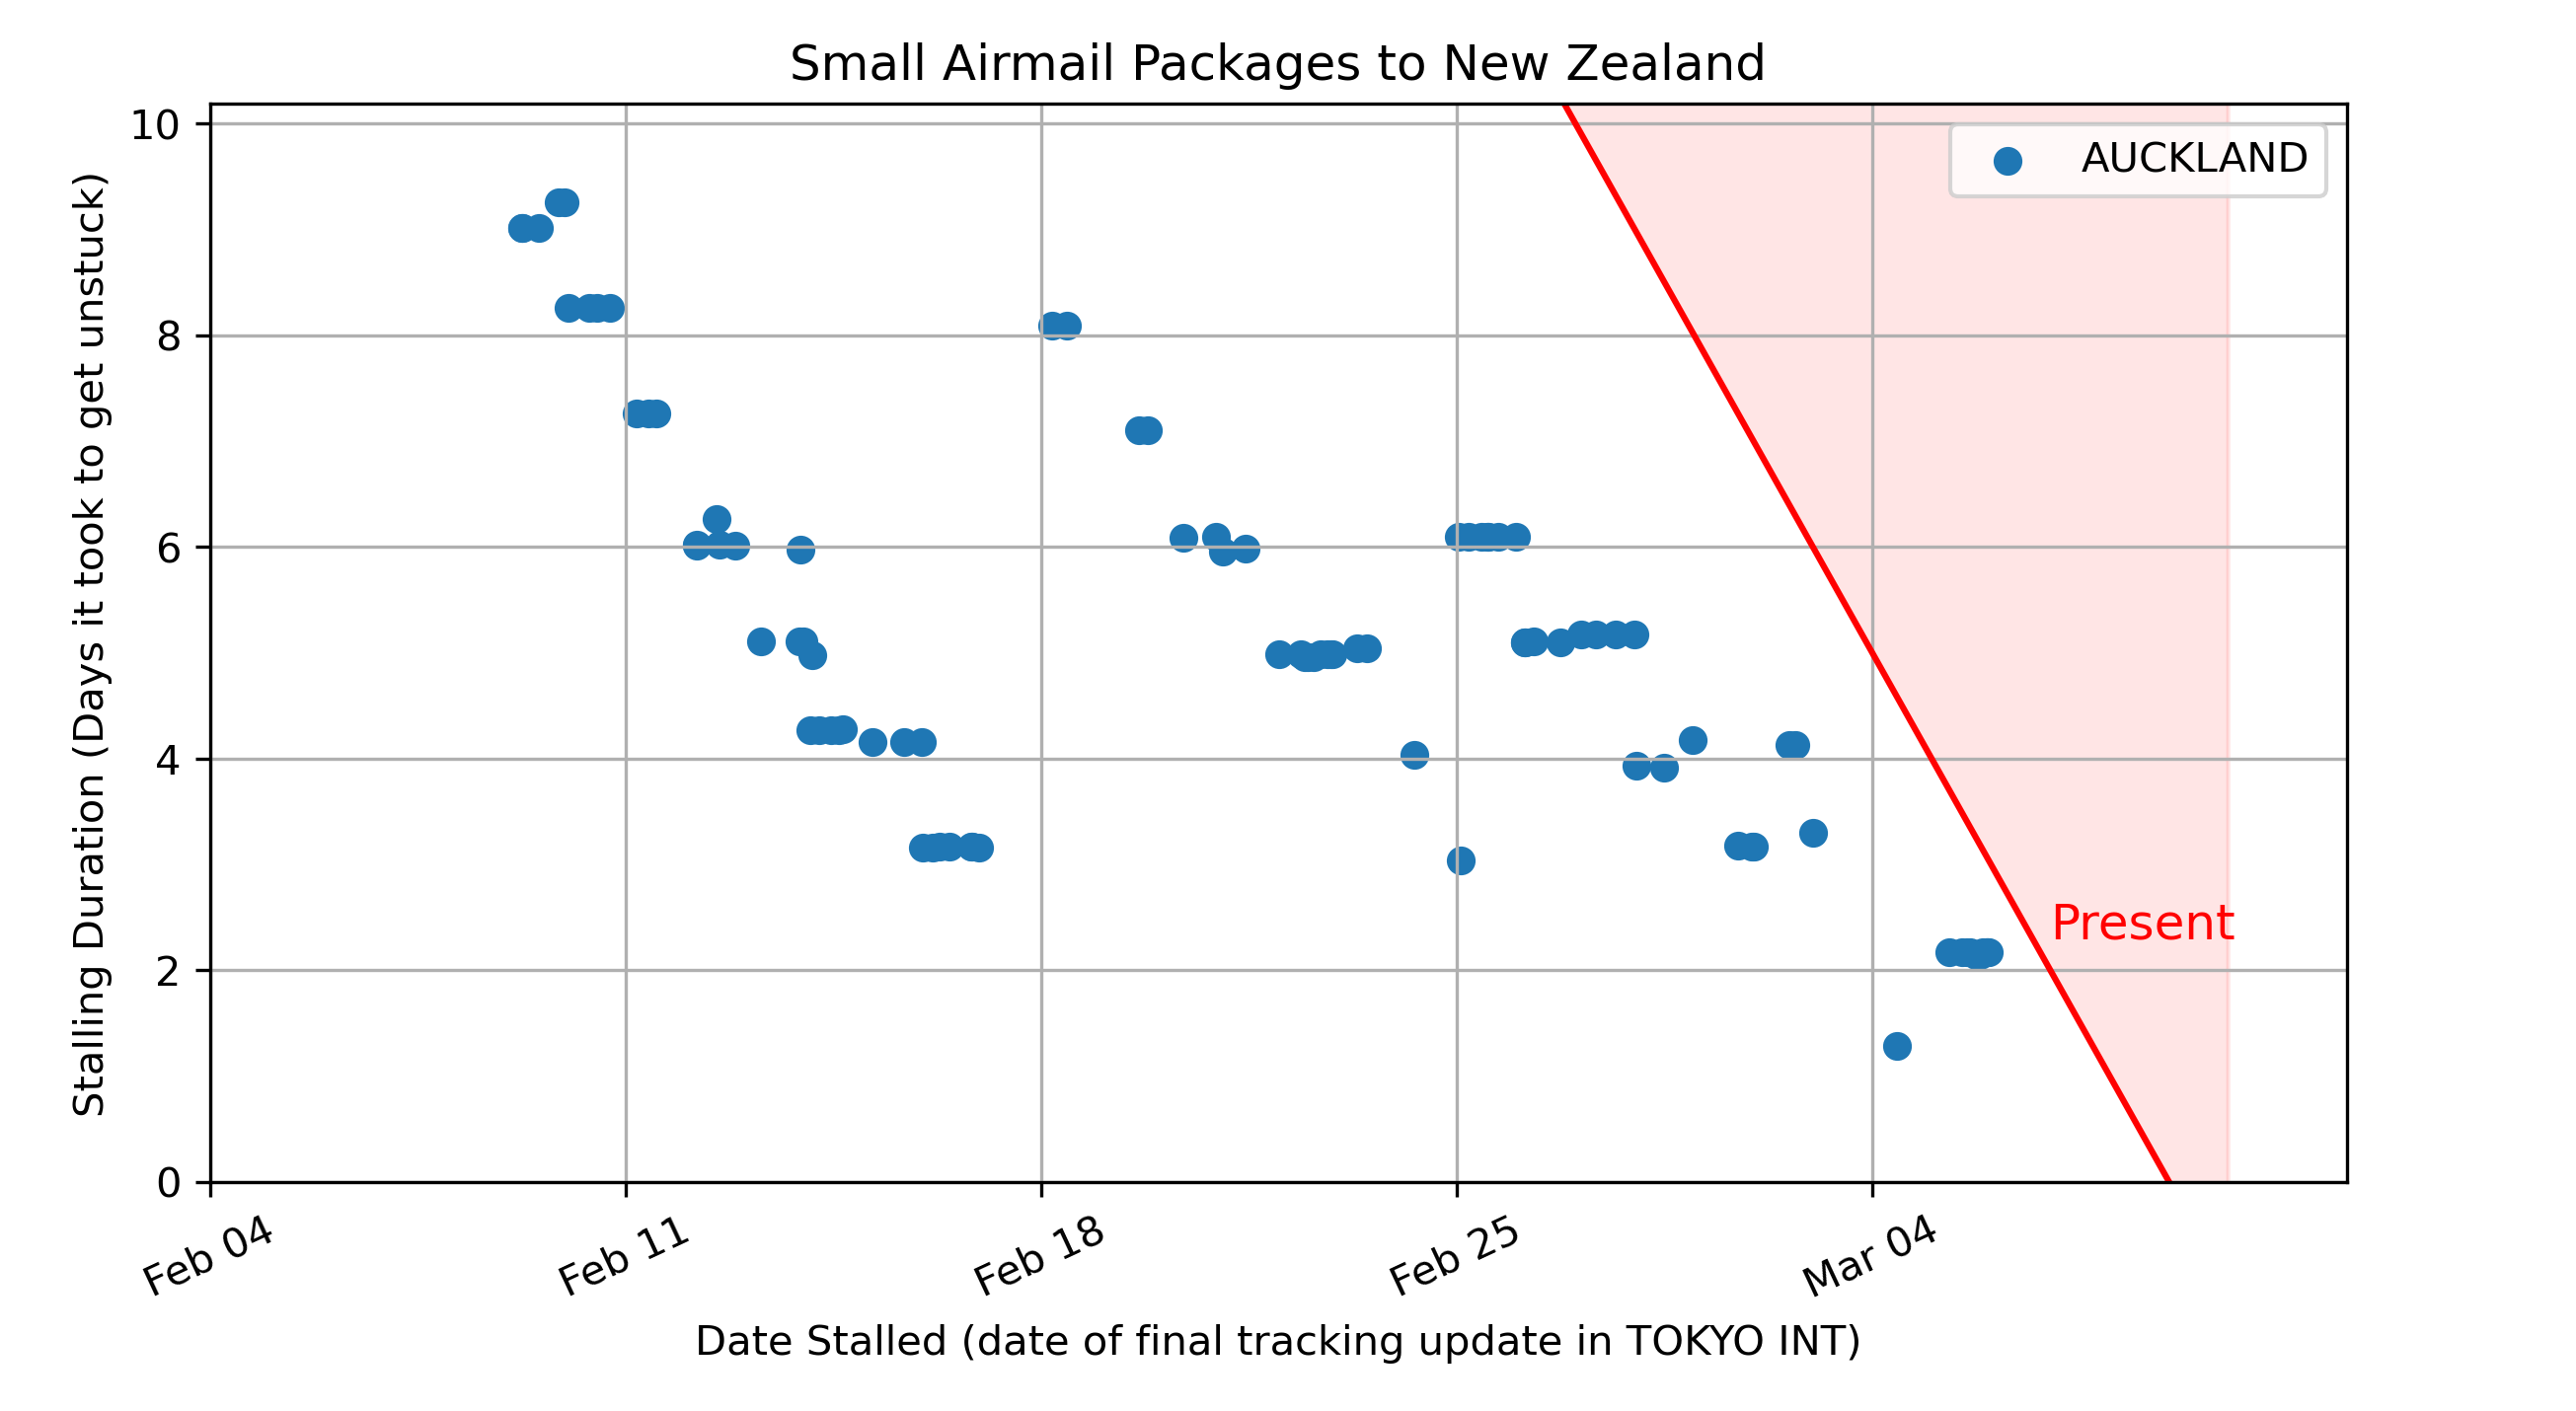 Small Airmail Packages to New Zealand
Stalling Duration (Days it took to get unstuck)
10
8
6
4
2
0
AUCKLAND
Present
Feb 04
Feb 11
Feb 18
Feb 25
Mar 04
Date Stalled (date of final tracking update in TOKYO INT)